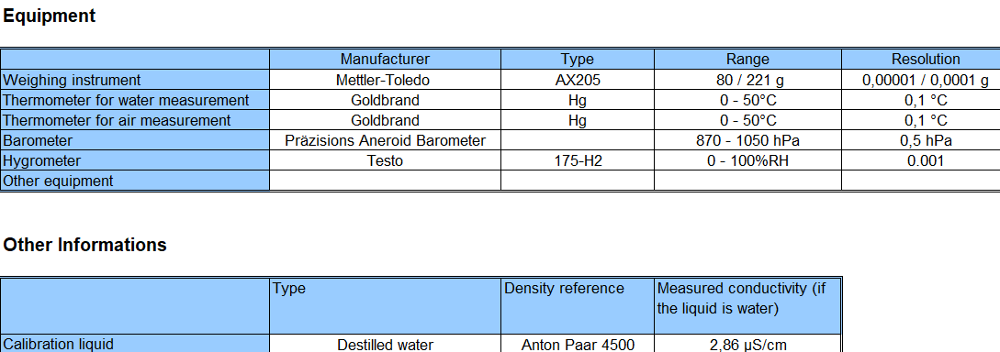 Equipment
Manufacturer Type Range Resolution
Weighing instrument Mettler-Toledo AX205 80 / 221 g 0,00001 / 0,0001 g
Thermometer for water measurement Goldbrand Hg 0 - 50°C 0,1 °C
Thermometer for air measurement Goldbrand Hg 0 - 50°C 0,1 °C
Barometer Präzisions Aneroid Barometer 870 - 1050 hPa 0,5 hPa
Hygrometer Testo 175-H2 0 - 100%RH 0.001
Other equipment
Other Informations
Type Density reference Measured conductivity (if
the liquid is water)
Calibration liquid Destilled water Anton Paar 4500 2,86 µS/cm